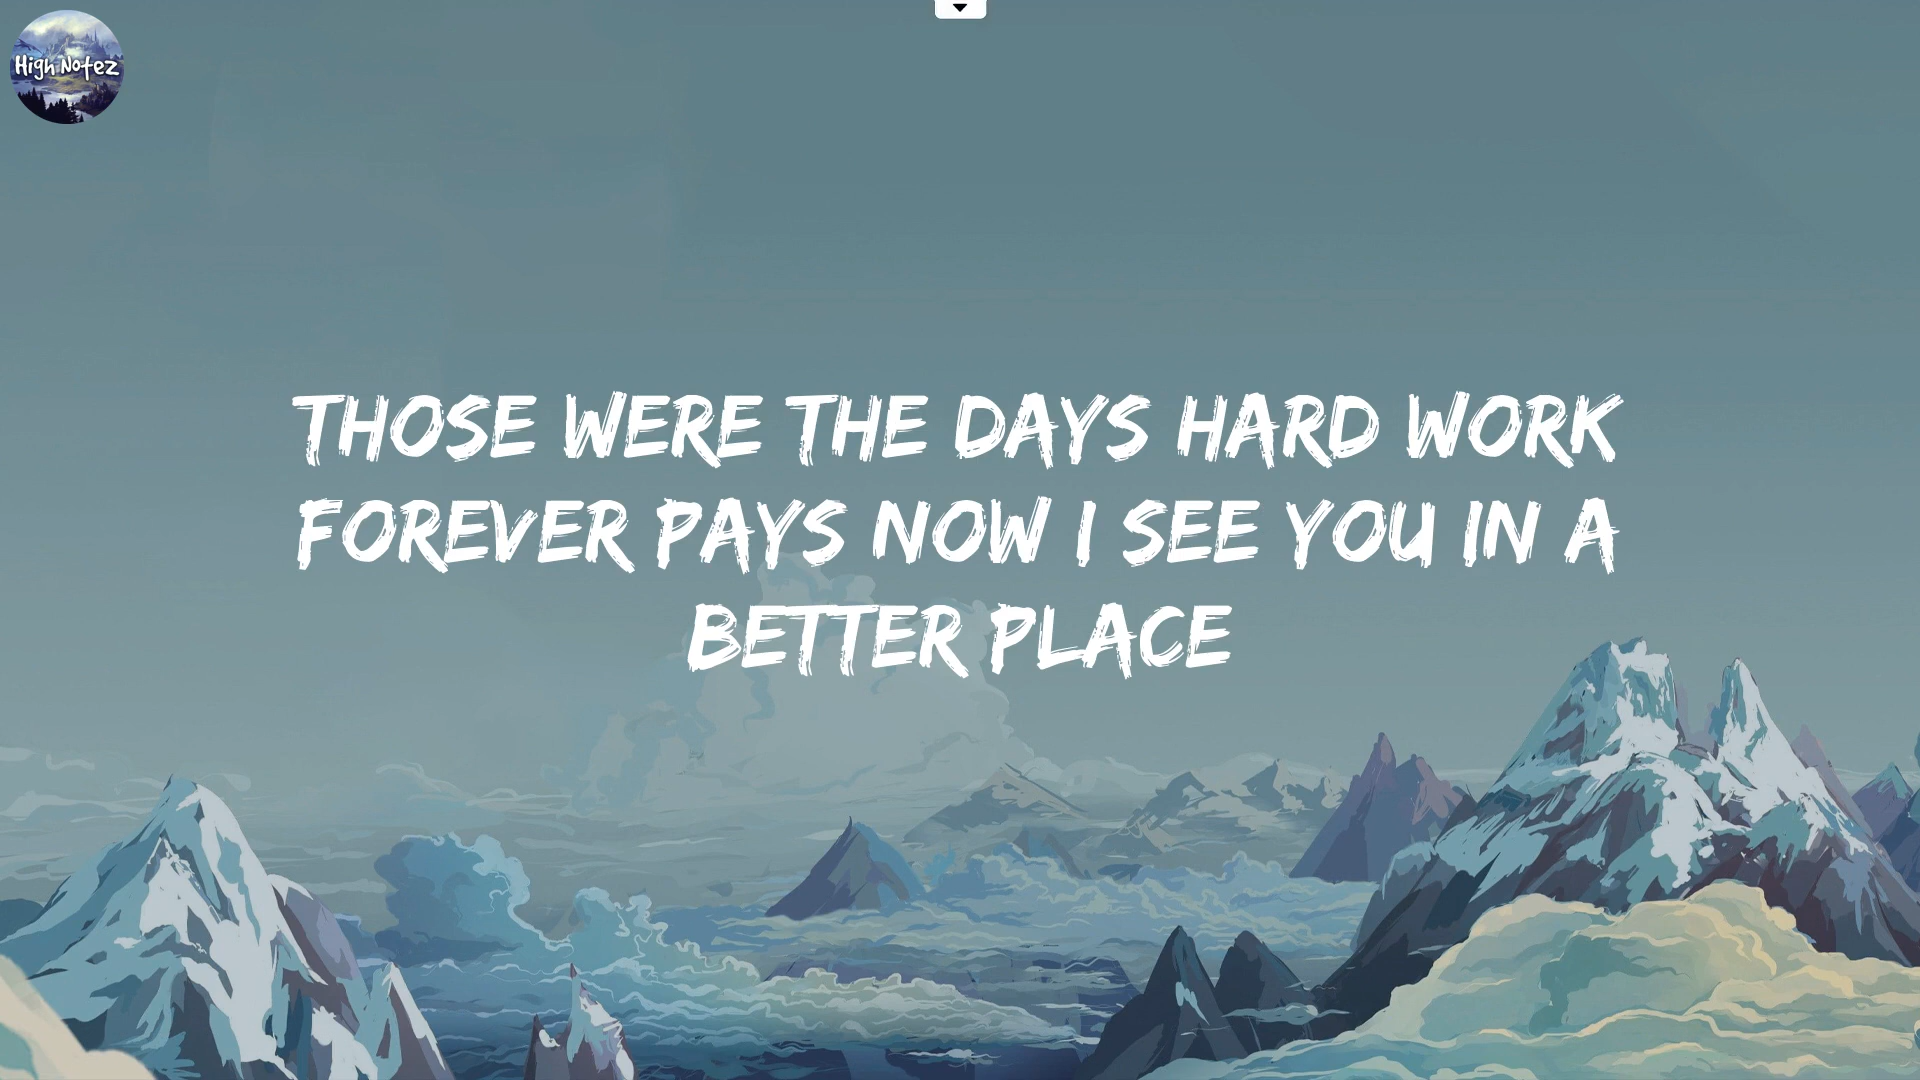 High Notez
THOSE WERE THE DAYS HARD WORK
FOREVER PAYS NOW I SEE YOU IN A
BETTER PLACE